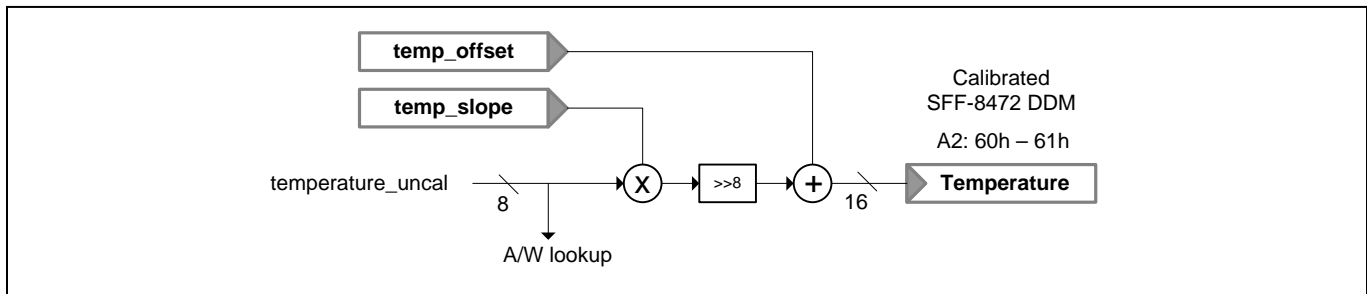 temp_offset
temp_slope
Calibrated
SFF-8472 DDM
A2: 60h – 61h
temperature_uncal
8
X
>>8
+
16
Temperature
A/W lookup